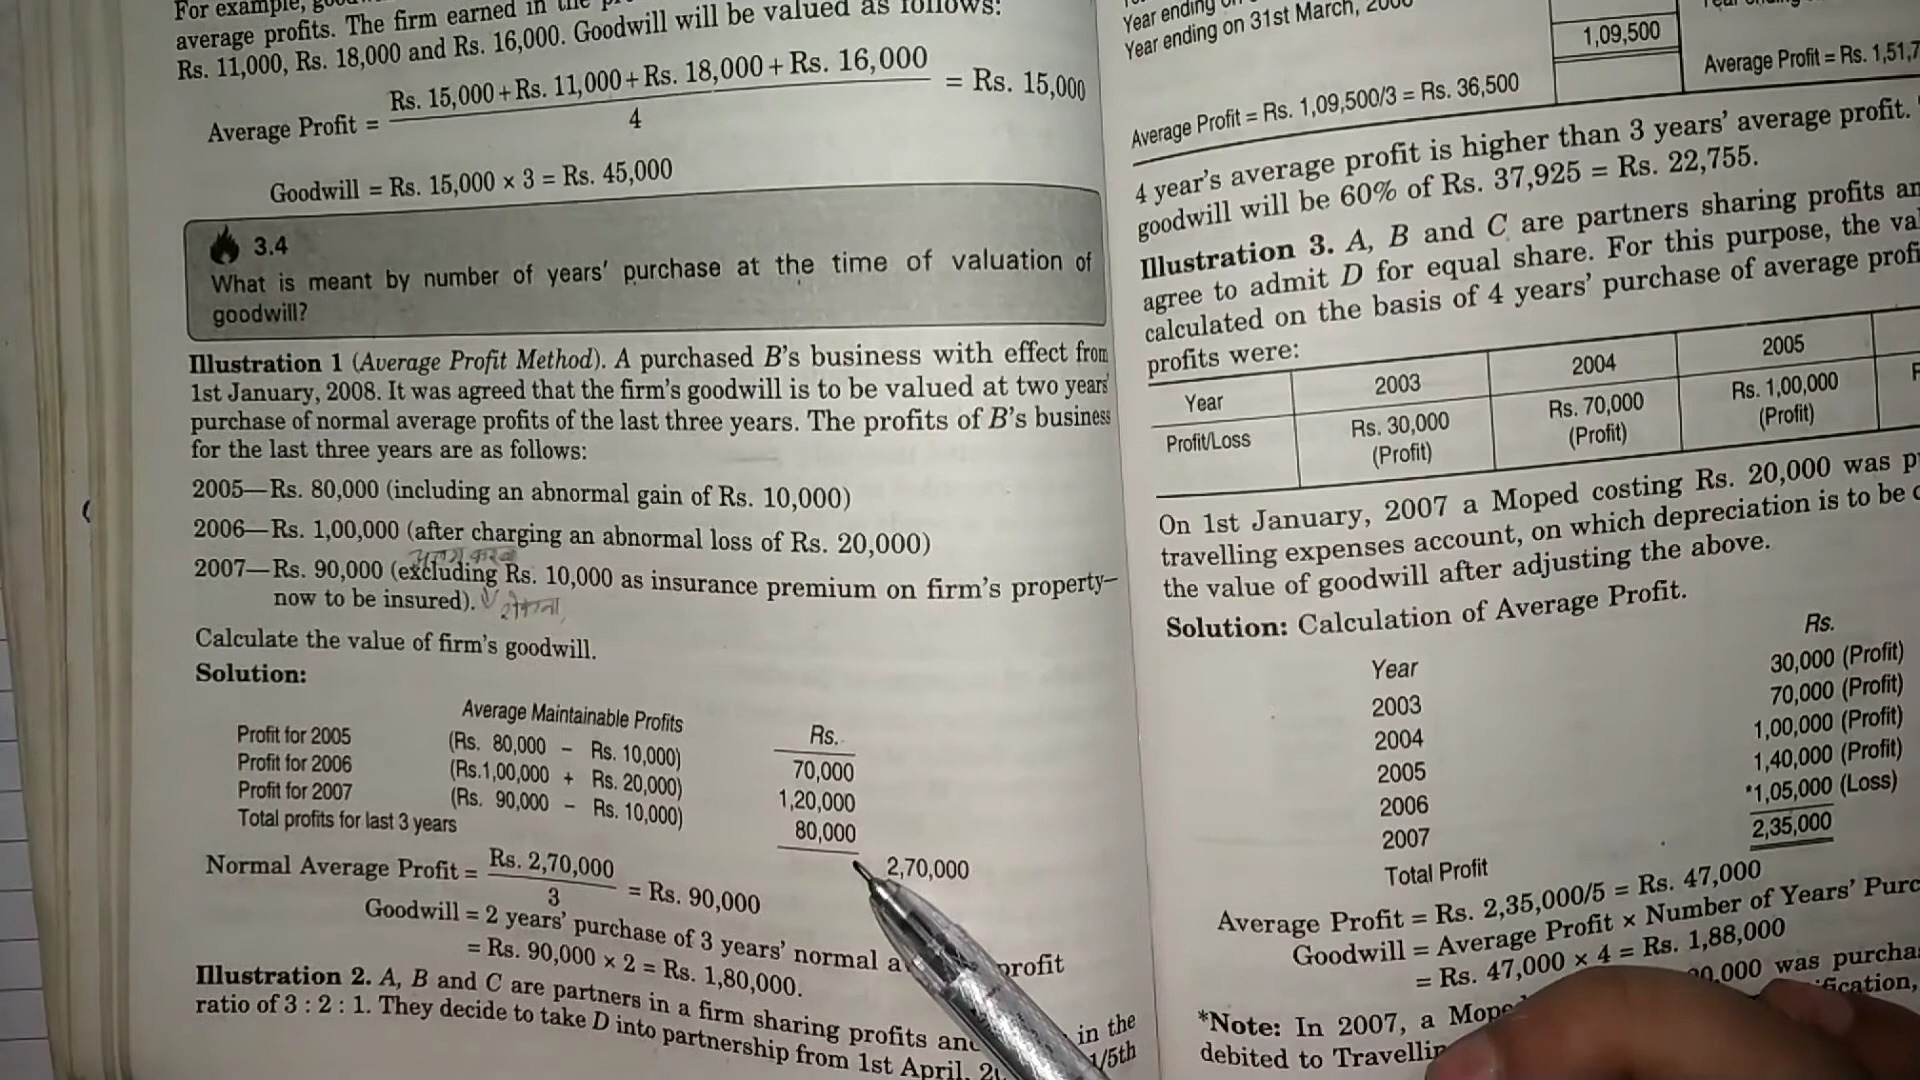 For example,
average profits. The firm earned in the
Rs. 11,000, Rs. 18,000 and Rs. 16,000. Goodwill will be valued as follows:
Average Profit = Rs. 15,000 + Rs. 11,000 + Rs. 18,000 + Rs. 16,000 / 4 = Rs. 15,000
Goodwill = Rs. 15,000 × 3 = Rs. 45,000
3.4
What is meant by number of years' purchase at the time of valuation of
goodwill?
Illustration 1 (Average Profit Method). A purchased B's business with effect from
1st January, 2008. It was agreed that the firm's goodwill is to be valued at two years'
purchase of normal average profits of the last three years. The profits of B's business
for the last three years are as follows:
2005—Rs. 80,000 (including an abnormal gain of Rs. 10,000)
2006—Rs. 1,00,000 (after charging an abnormal loss of Rs. 20,000)
2007—Rs. 90,000 (excluding Rs. 10,000 as insurance premium on firm's property—
now to be insured).
Calculate the value of firm's goodwill.
Solution:
Average Maintainable Profits Rs.
Profit for 2005 (Rs. 80,000 – Rs. 10,000) 70,000
Profit for 2006 (Rs.1,00,000 + Rs. 20,000) 1,20,000
Profit for 2007 (Rs. 90,000 – Rs. 10,000) 80,000
Total profits for last 3 years 2,70,000
Normal Average Profit = Rs. 2,70,000 / 3 = Rs. 90,000
Goodwill = 2 years' purchase of 3 years' normal profit
= Rs. 90,000 × 2 = Rs. 1,80,000.
Illustration 2. A, B and C are partners in a firm sharing profits and in the
ratio of 3 : 2 : 1. They decide to take D into partnership from 1st April, 1/5th
Year ending
Year ending on 31st March,
1,09,500
Average Profit = Rs. 1,09,500/3 = Rs. 36,500
Average Profit = Rs. 1,51,7
4 year's average profit is higher than 3 years' average profit.
goodwill will be 60% of Rs. 37,925 = Rs. 22,755.
Illustration 3. A, B and C are partners sharing profits
agree to admit D for equal share. For this purpose, the
calculated on the basis of 4 years' purchase of average
profits were:
Year 2003 2004 2005
Profit/Loss Rs. 30,000 (Profit) Rs. 70,000 (Profit) Rs. 1,00,000 (Profit)
On 1st January, 2007 a Moped costing Rs. 20,000 was
travelling expenses account, on which depreciation is to be
the value of goodwill after adjusting the above.
Solution: Calculation of Average Profit.
Year Rs.
2003 30,000 (Profit)
2004 70,000 (Profit)
2005 1,00,000 (Profit)
2006 1,40,000 (Profit)
2007 *1,05,000 (Loss)
Total Profit 2,35,000
Average Profit = Rs. 2,35,000/5 = Rs. 47,000
Goodwill = Average Profit × Number of Years'
= Rs. 47,000 × 4 = Rs. 1,88,000
*Note: In 2007, a was
debited to